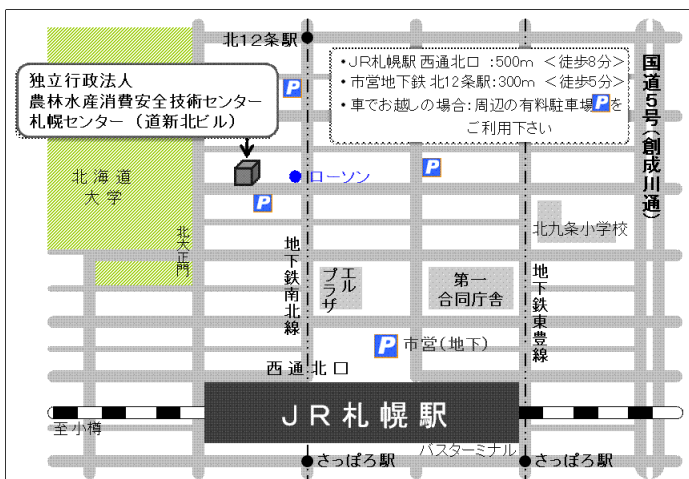 北12条駅
・JR札幌駅 西通北口 :500m <徒歩8分>
・市営地下鉄 北12条駅:300m <徒歩5分>
・車でお越しの場合:周辺の有料駐車場Pを
ご利用下さい
国道5号(創成川通)
独立行政法人
農林水産消費安全技術センター
札幌センター (道新北ビル)
P
P
P
ローソン
北海道
大学
北九条小学校
北大正門
地下鉄南北線
エル
プラザ
第一
合同庁舎
地下鉄東豊線
P 市営(地下)
西通北口
JR札幌駅
至小樽
バスターミナル
さっぽろ駅
さっぽろ駅